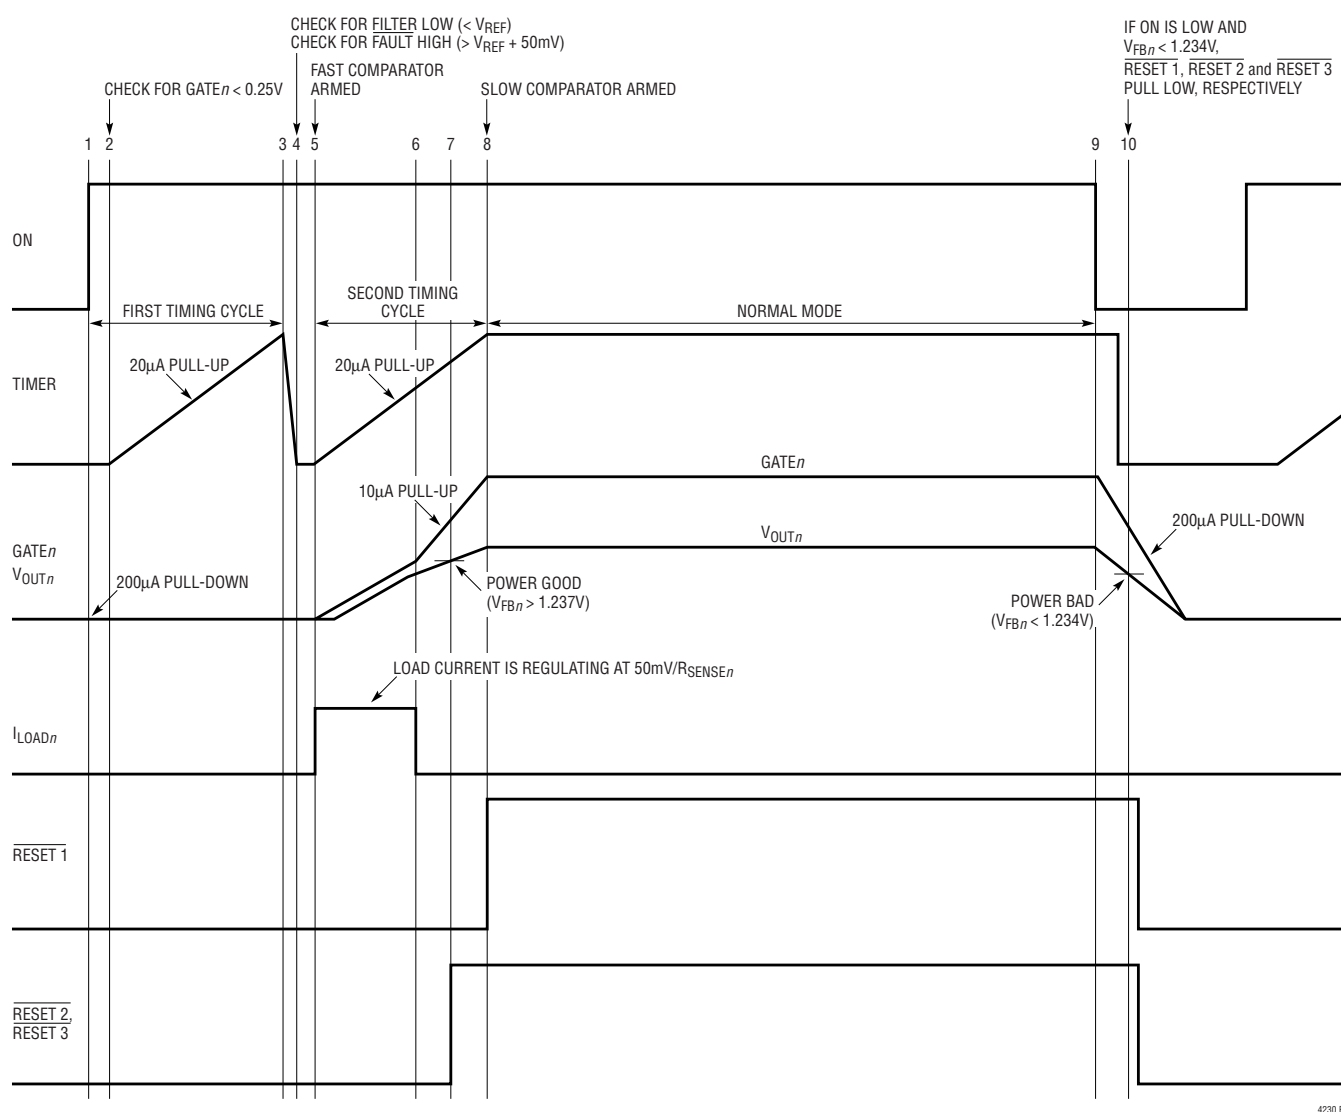 CHECK FOR FILTER LOW (< VREF)
CHECK FOR FAULT HIGH (> VREF + 50mV)
IF ON IS LOW AND
VFBn < 1.234V,
RESET 1, RESET 2 and RESET 3
PULL LOW, RESPECTIVELY
FAST COMPARATOR
ARMED
CHECK FOR GATEn < 0.25V
SLOW COMPARATOR ARMED
1 2 3 4 5 6 7 8 9 10
ON
FIRST TIMING CYCLE
SECOND TIMING
CYCLE
NORMAL MODE
20µA PULL-UP
20µA PULL-UP
TIMER
GATEn
10µA PULL-UP
200µA PULL-DOWN
VOUTn
GATEn
VOUTn
200µA PULL-DOWN
POWER GOOD
(VFBn > 1.237V)
POWER BAD
(VFBn < 1.234V)
LOAD CURRENT IS REGULATING AT 50mV/RSENSEn
ILOADn
RESET 1
RESET 2,
RESET 3